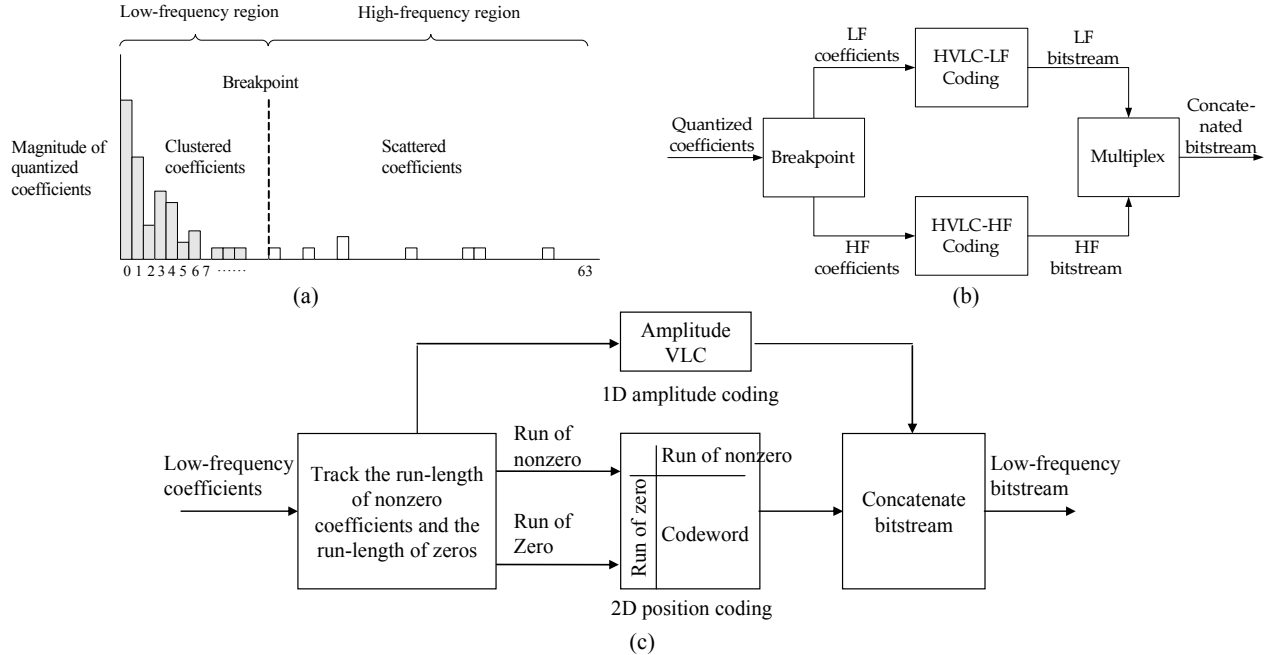 Low-frequency region
High-frequency region
Breakpoint
Magnitude of
quantized
coefficients
Clustered
coefficients
Scattered
coefficients
0 1 2 3 4 5 6 7 ......
63
(a)
LF
coefficients
HVLC-LF
Coding
LF
bitstream
Quantized
coefficients
Breakpoint
Multiplex
Concate-
nated
bitstream
HF
coefficients
HVLC-HF
Coding
HF
bitstream
(b)
Amplitude
VLC
1D amplitude coding
Low-frequency
coefficients
Track the run-length
of nonzero
coefficients and the
run-length of zeros
Run of
nonzero
Run of
Zero
Run of nonzero
Run of zero
Codeword
2D position coding
Concatenate
bitstream
Low-frequency
bitstream
(c)